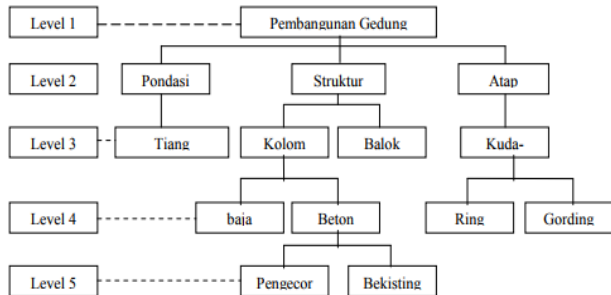 Level 1
Pembangunan Gedung
Level 2
Pondasi
Struktur
Atap
Level 3
Tiang
Kolom
Balok
Kuda-
Level 4
baja
Beton
Ring
Gording
Level 5
Pengecor
Bekisting